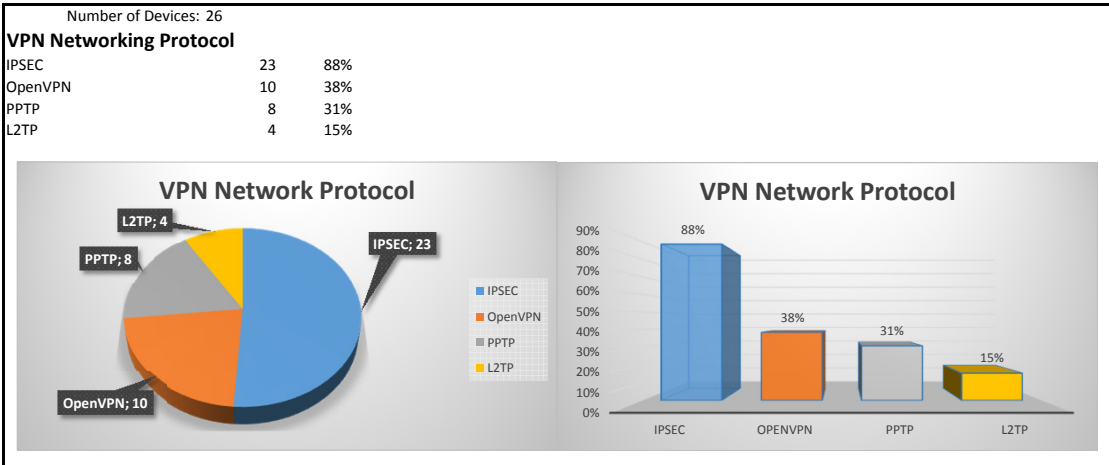 Number of Devices: 26
VPN Networking Protocol
IPSEC 23 88%
OpenVPN 10 38%
PPTP 8 31%
L2TP 4 15%
VPN Network Protocol
L2TP; 4
IPSEC; 23
PPTP; 8
OpenVPN; 10
IPSEC
OpenVPN
PPTP
L2TP
VPN Network Protocol
90%
80%
70%
60%
50%
40%
30%
20%
10%
0%
88%
38%
31%
15%
IPSEC OPENVPN PPTP L2TP